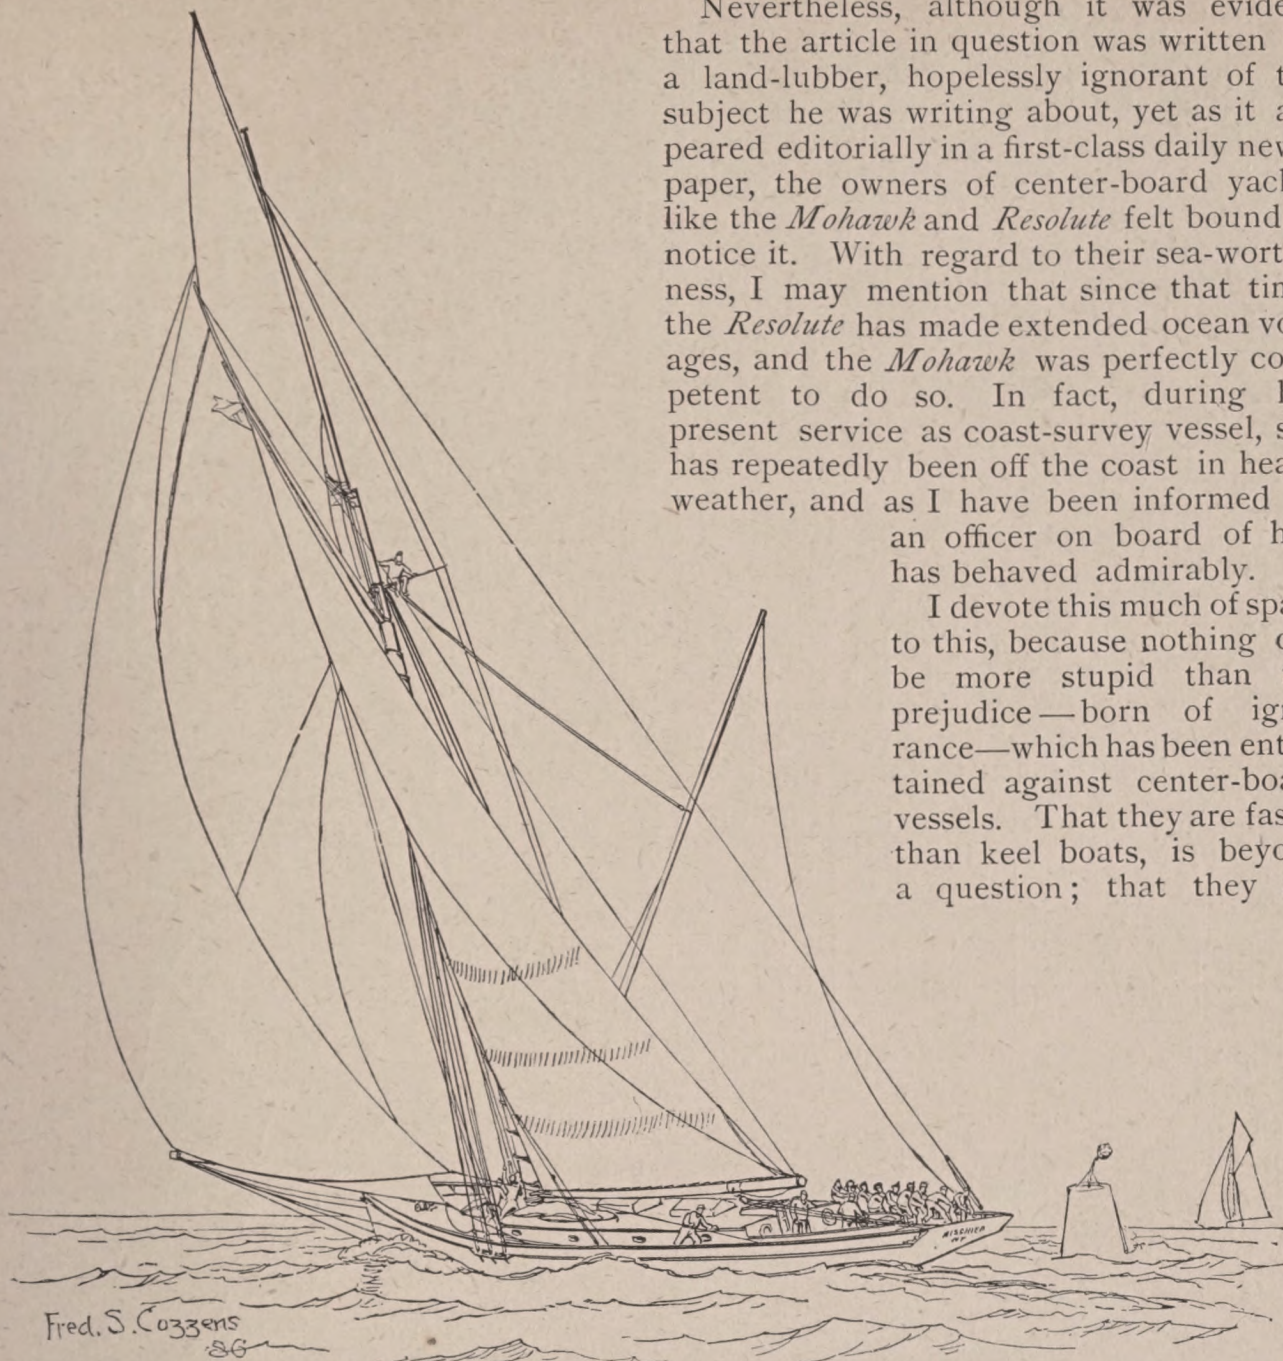 Nevertheless, although it was evide
that the article in question was written
a land-lubber, hopelessly ignorant of t
subject he was writing about, yet as it a
peared editorially in a first-class daily new
paper, the owners of center-board yach
like the Mohawk and Resolute felt bound
notice it. With regard to their sea-wort
ness, I may mention that since that tim
the Resolute has made extended ocean vo
ages, and the Mohawk was perfectly co
petent to do so. In fact, during h
present service as coast-survey vessel, s
has repeatedly been off the coast in hea
weather, and as I have been informed
an officer on board of h
has behaved admirably.
I devote this much of spa
to this, because nothing c
be more stupid than
prejudice — born of ign
rance—which has been ent
tained against center-boa
vessels. That they are fas
than keel boats, is beyo
a question; that they
MISCHIEF
NY
Fred. S. Cozzens
86